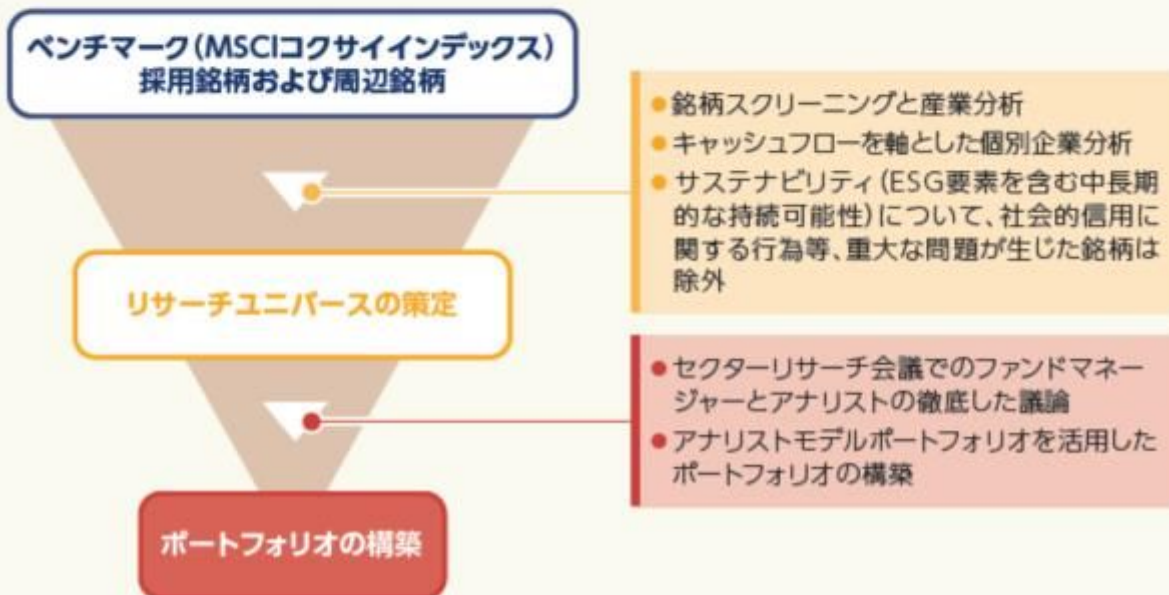 ベンチマーク(MSCIコクサイインデックス)
採用銘柄および周辺銘柄
●銘柄スクリーニングと産業分析
●キャッシュフローを軸とした個別企業分析
●サステナビリティ(ESG要素を含む中長期
的な持続可能性)について、社会的信用に
関する行為等、重大な問題が生じた銘柄は
除外
リサーチユニバースの策定
●セクターリサーチ会議でのファンドマネー
ジャーとアナリストの徹底した議論
●アナリストモデルポートフォリオを活用した
ポートフォリオの構築
ポートフォリオの構築